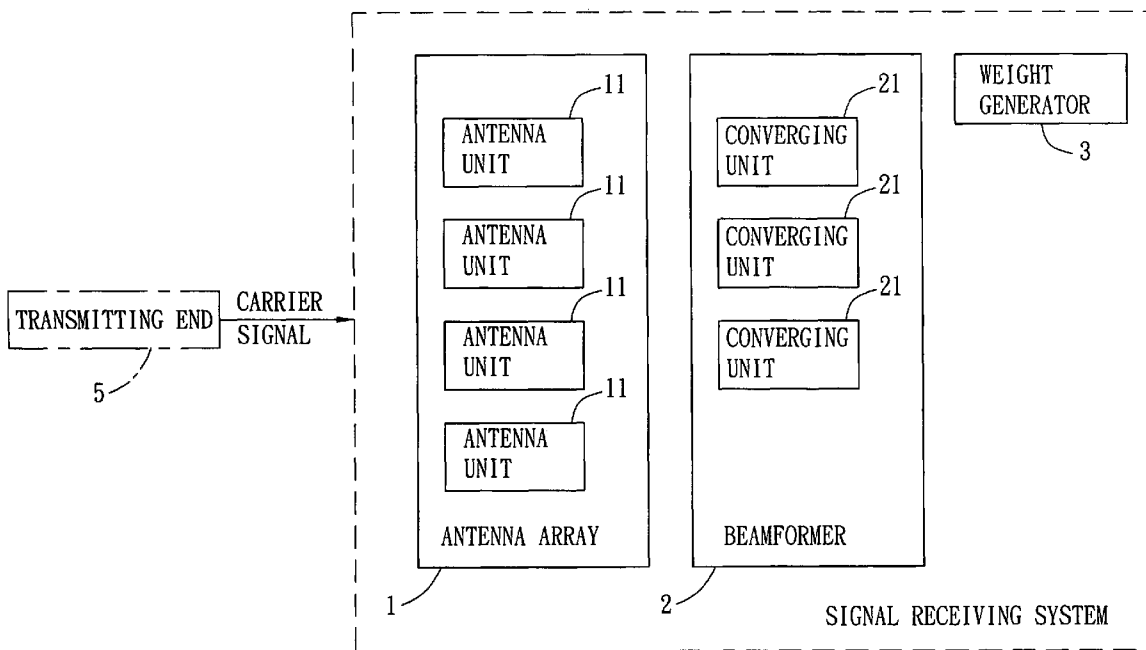 TRANSMITTING END
5
CARRIER
SIGNAL
11
ANTENNA
UNIT
11
ANTENNA
UNIT
11
ANTENNA
UNIT
11
ANTENNA
UNIT
ANTENNA ARRAY
1
21
CONVERGING
UNIT
21
CONVERGING
UNIT
21
CONVERGING
UNIT
BEAMFORMER
2
WEIGHT
GENERATOR
3
SIGNAL RECEIVING SYSTEM